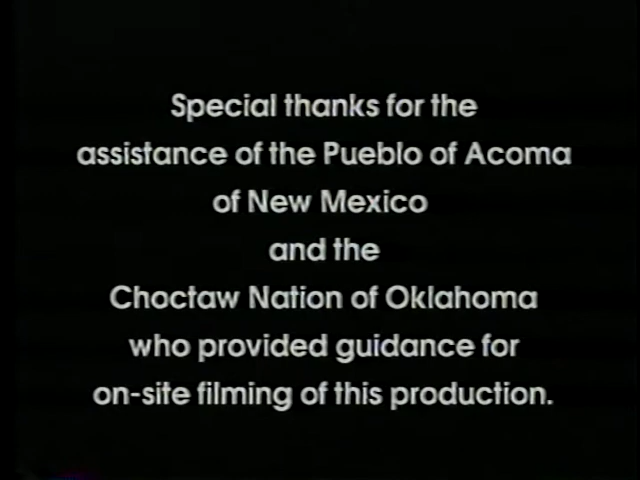 Special thanks for the
assistance of the Pueblo of Acoma
of New Mexico
and the
Choctaw Nation of Oklahoma
who provided guidance for
on-site filming of this production.